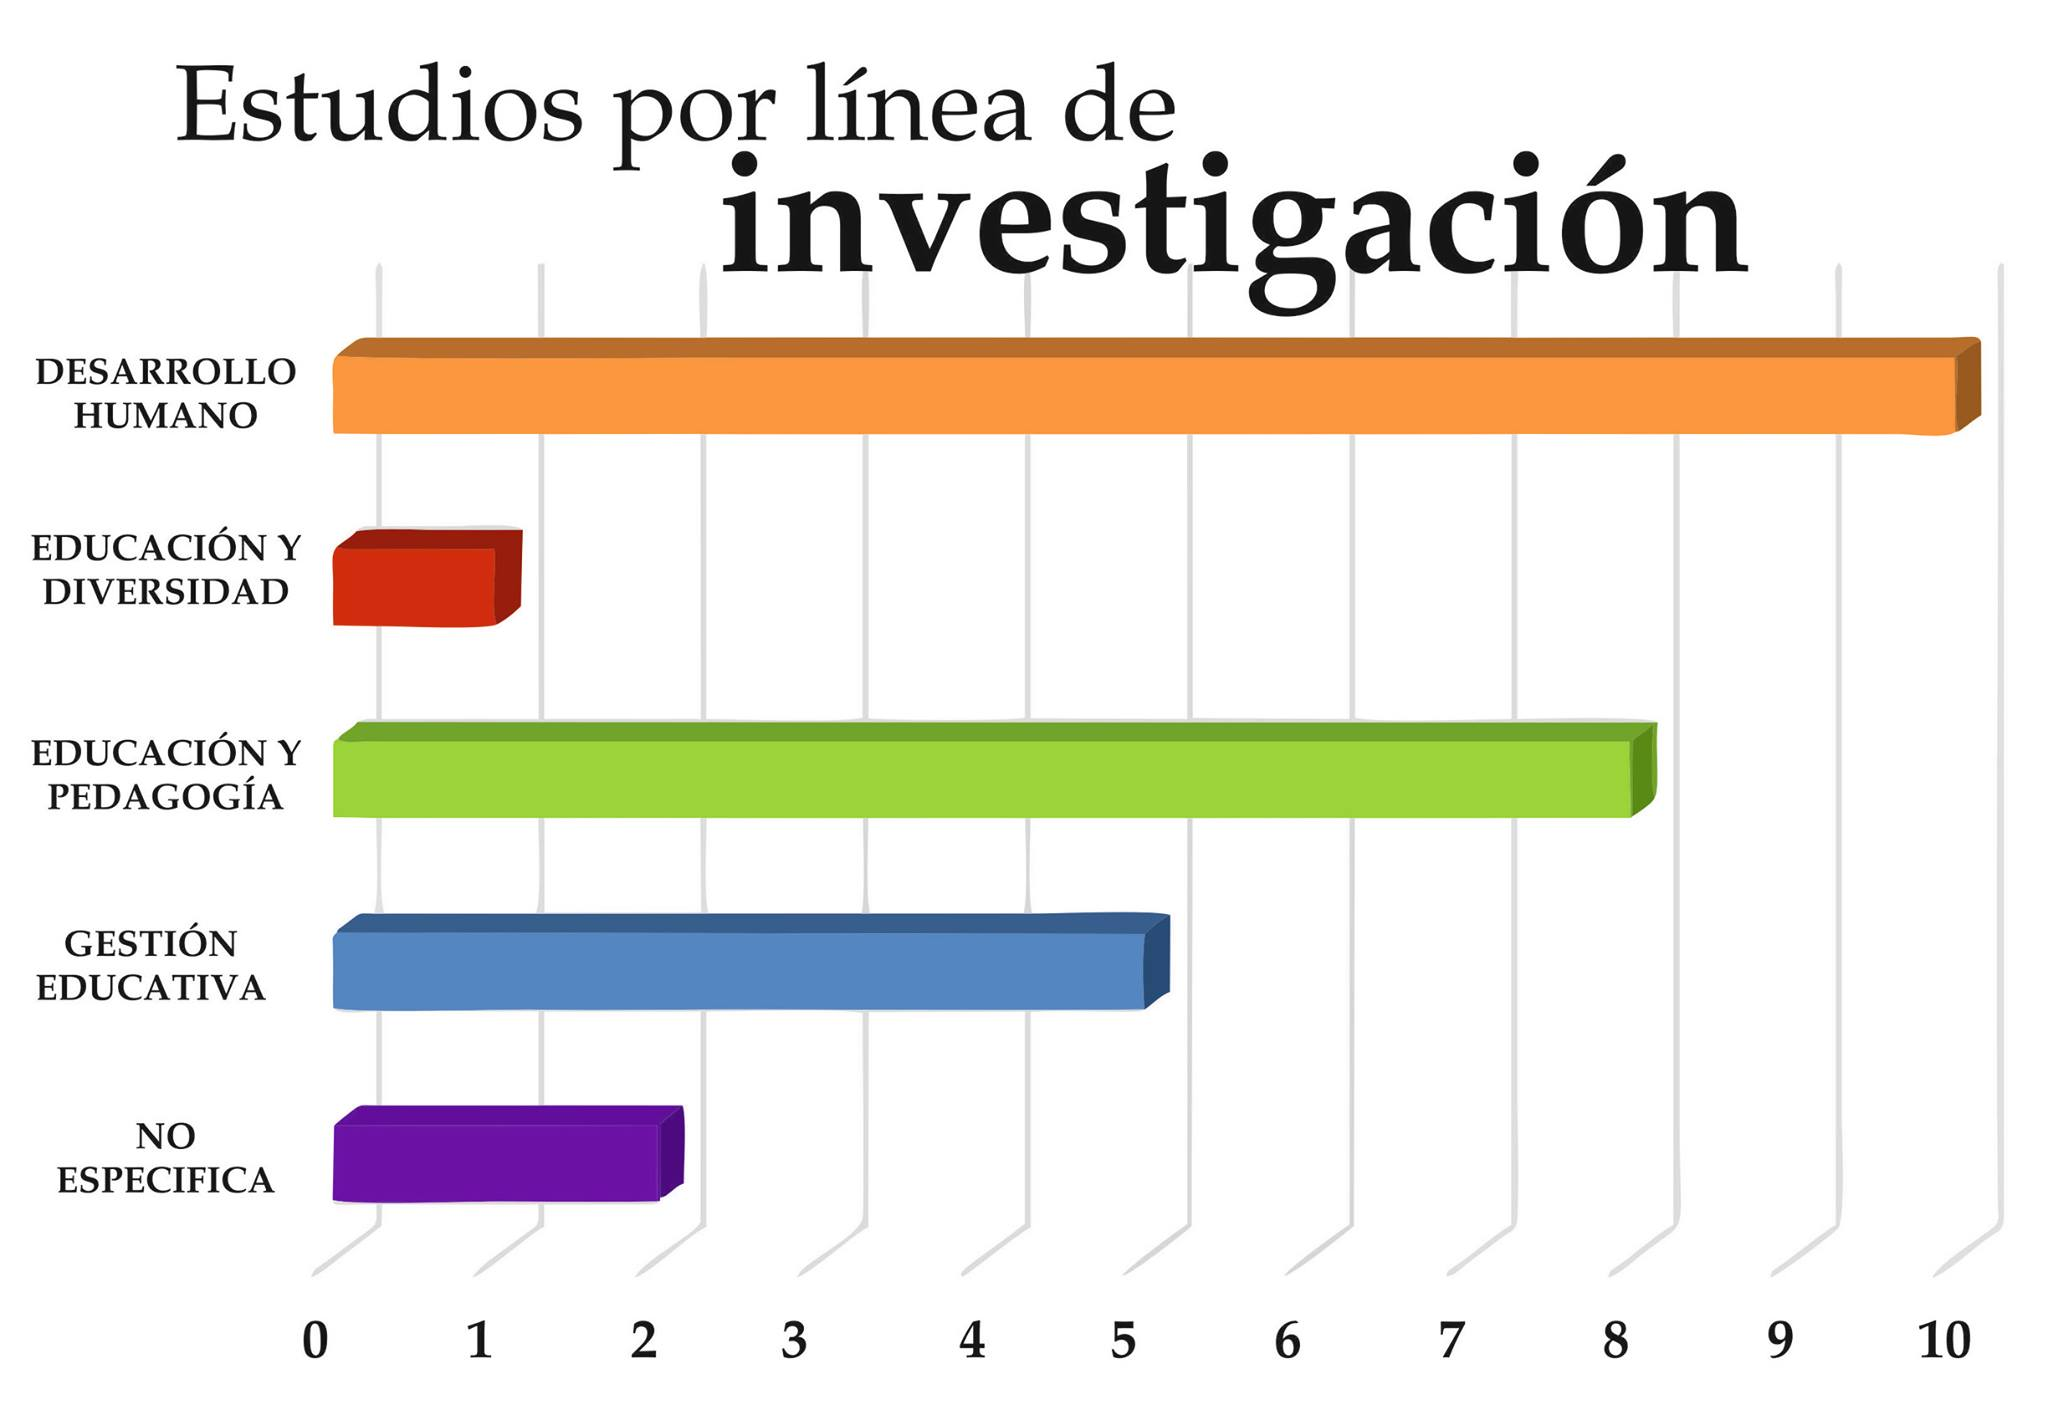 Estudios por línea de
investigación
DESARROLLO
HUMANO
EDUCACIÓN Y
DIVERSIDAD
EDUCACIÓN Y
PEDAGOGÍA
GESTIÓN
EDUCATIVA
NO
ESPECIFICA
0 1 2 3 4 5 6 7 8 9 10